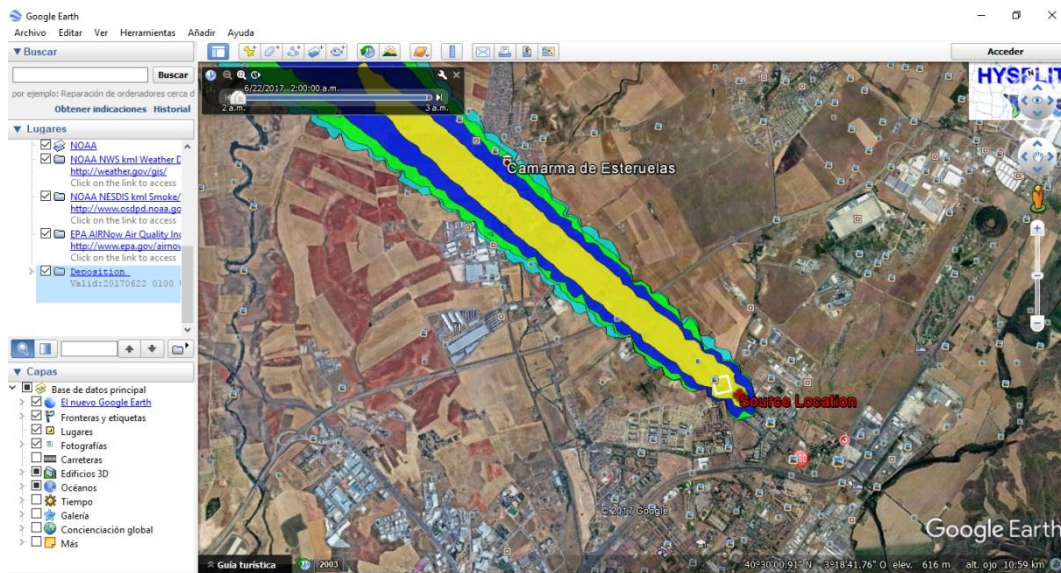 Google Earth
Archivo Editar Ver Herramientas Añadir Ayuda
Buscar
Buscar
por ejemplo: Reparación de ordenadores cerca d
Obtener indicaciones Historial
Lugares
NOAA
NOAA NWS kml Weather D
http://weather.gov/gis/
Click on the link to access
NOAA NESDIS kml Smoke/
http://www.osdpd.noaa.go
Click on the link to access
EPA AIRNow Air Quality Inc
http://www.epa.gov/airnov
Click on the link to access
Deposition
Valid:20170622 0100
Capas
Base de datos principal
El nuevo Google Earth
Fronteras y etiquetas
Lugares
Fotografías
Carreteras
Edificios 3D
Océanos
Tiempo
Galería
Concienciación global
Más
Acceder
6/22/2017 2:00:00 a.m.
2 a.m. 3 a.m.
HYSPLIT
N
Camarma de Esteruelas
Source Location
© 2017 Google
Google Earth
Guía turística 2003
40°30'00.91" N 3°18'41.76" O elev. 616 m alt. ojo 10.59 km